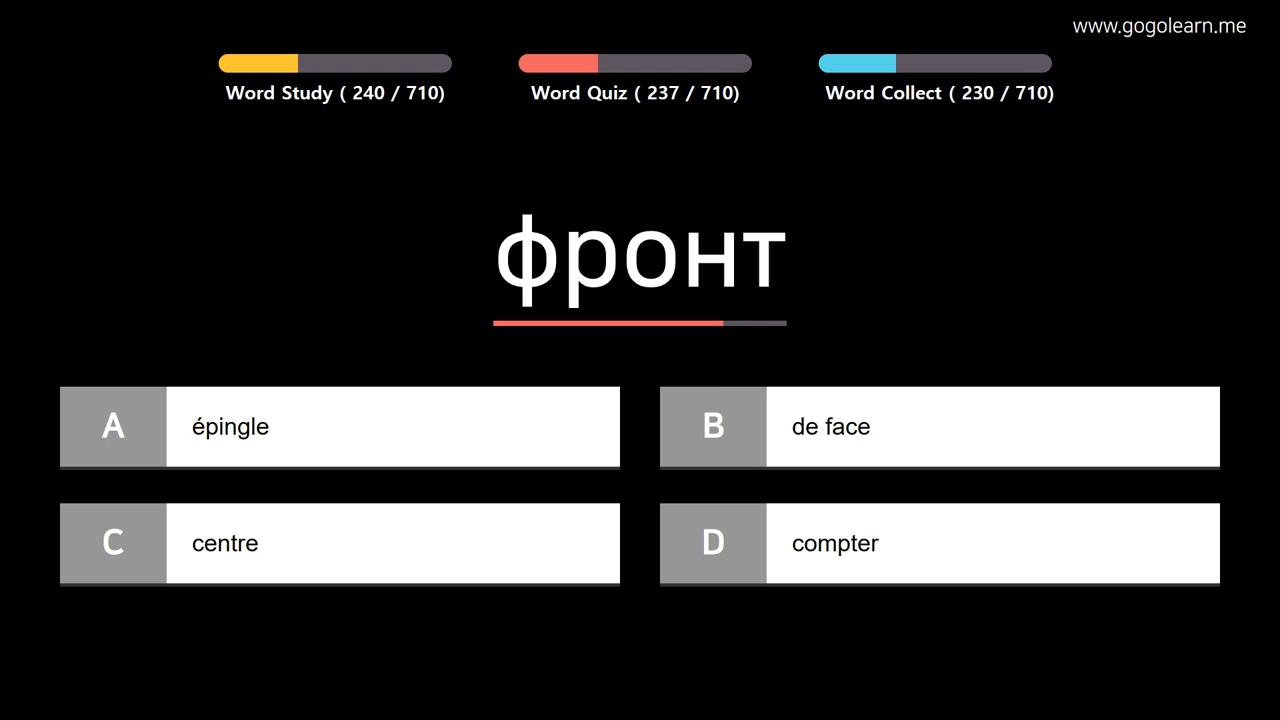 www.gogolearn.me
Word Study ( 240 / 710)
Word Quiz ( 237 / 710)
Word Collect ( 230 / 710)
фронт
A épingle
B de face
C centre
D compter